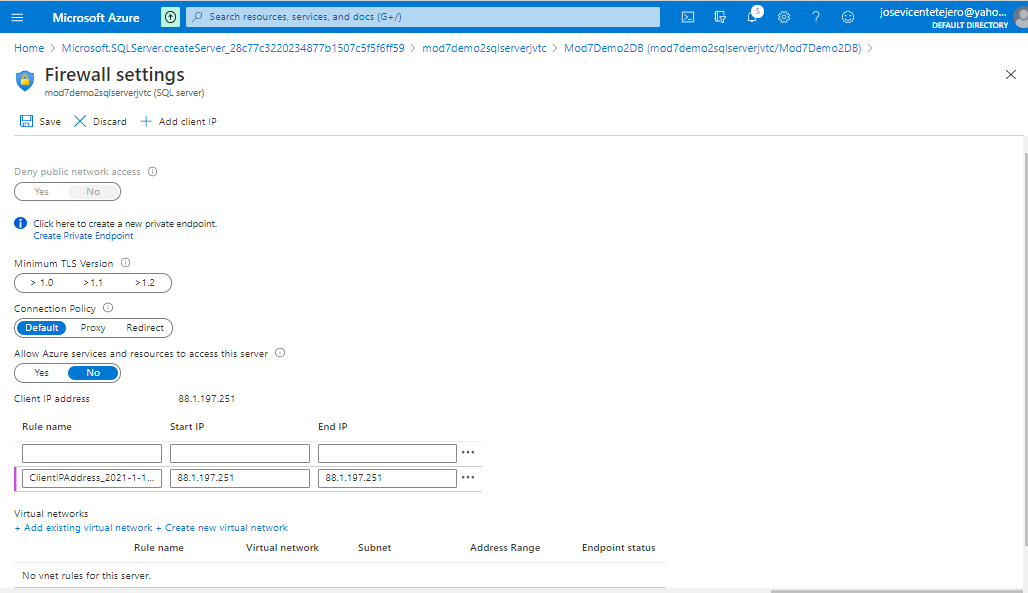 Microsoft Azure
Search resources, services, and docs (G+/)
5
josevicentetejero@yaho...
DEFAULT DIRECTORY
Home > Microsoft.SQLServer.createServer_28c77c3220234877b1507c5f5f6ff59 > mod7demo2sqlserverjvtc > Mod7Demo2DB (mod7demo2sqlserverjvtc/Mod7Demo2DB) >
Firewall settings
mod7demo2sqlserverjvtc (SQL server)
Save Discard Add client IP
Deny public network access
Yes No
Click here to create a new private endpoint.
Create Private Endpoint
Minimum TLS Version
> 1.0 >1.1 >1.2
Connection Policy
Default Proxy Redirect
Allow Azure services and resources to access this server
Yes No
Client IP address 88.1.197.251
Rule name Start IP End IP
ClientIPAddress_2021-1-1... 88.1.197.251 88.1.197.251
Virtual networks
+ Add existing virtual network + Create new virtual network
Rule name Virtual network Subnet Address Range Endpoint status
No vnet rules for this server.